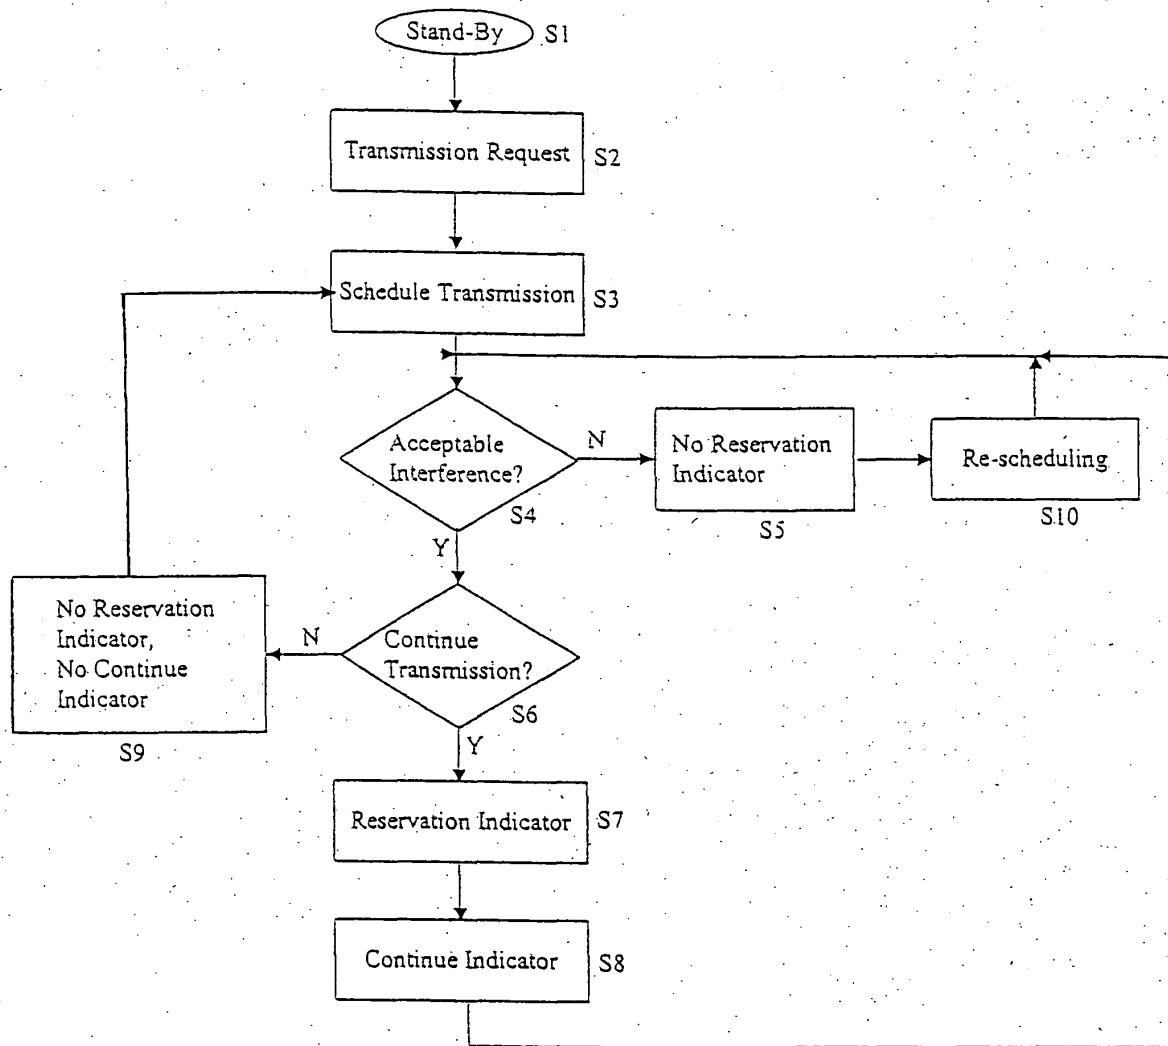 Stand-By S1
Transmission Request S2
Schedule Transmission S3
Acceptable
Interference?
S4
N
Y
No Reservation
Indicator
S5
Re-scheduling
S10
Continue
Transmission?
S6
N
Y
No Reservation
Indicator,
No Continue
Indicator
S9
Reservation Indicator S7
Continue Indicator S8